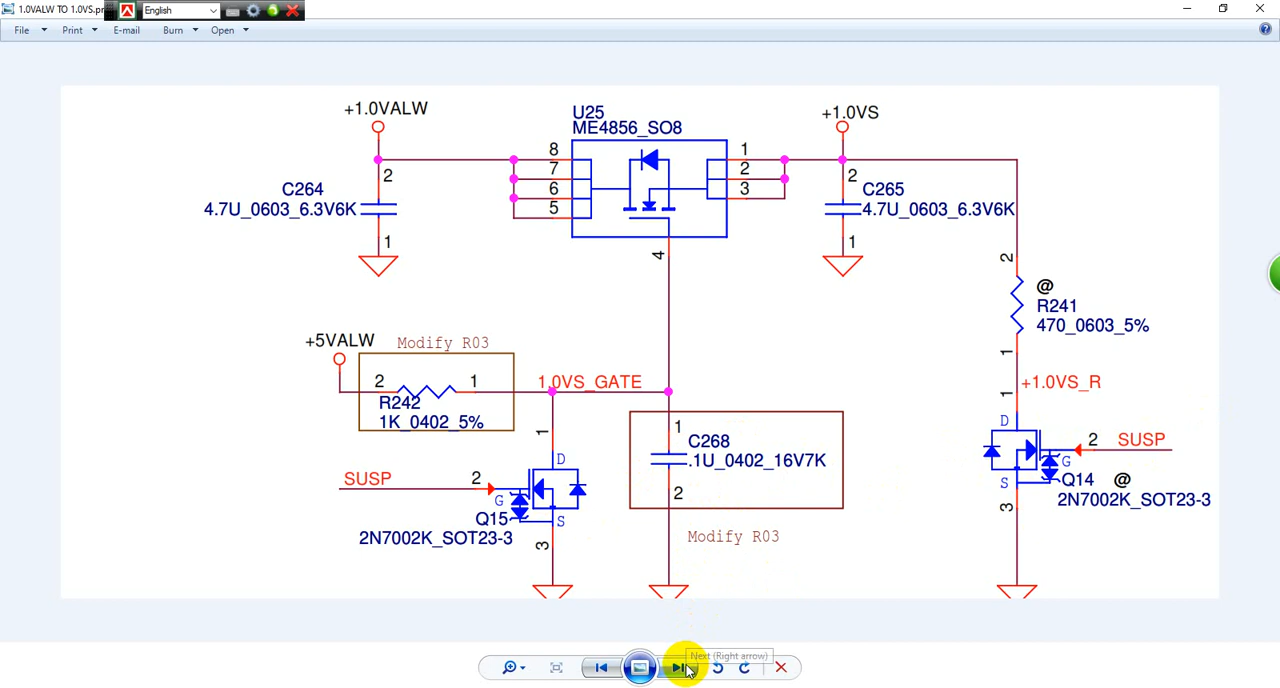 1.0VALW TO 1.0VS.pr
English
File Print E-mail Burn Open
+1.0VALW
U25
ME4856_SO8
+1.0VS
8 1
7 2
6 3
5
2
C264
4.7U_0603_6.3V6K
1
2
C265
4.7U_0603_6.3V6K
1
4
2
@
R241
470_0603_5%
1
+5VALW
Modify R03
2 1
R242
1K_0402_5%
1.0VS_GATE
+1.0VS_R
1
D
2 SUSP
G
S
Q14 @
2N7002K_SOT23-3
3
1
C268
.1U_0402_16V7K
2
Modify R03
1
D
SUSP 2
G
Q15
S
2N7002K_SOT23-3
3
Next (Right arrow)